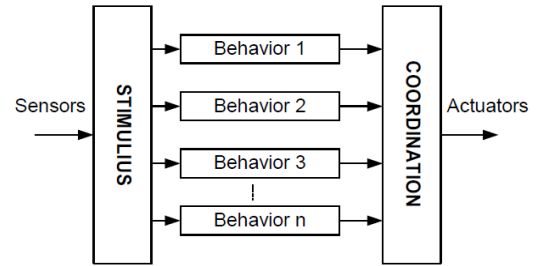 Sensors
STIMULIUS
Behavior 1
Behavior 2
Behavior 3
Behavior n
COORDINATION
Actuators